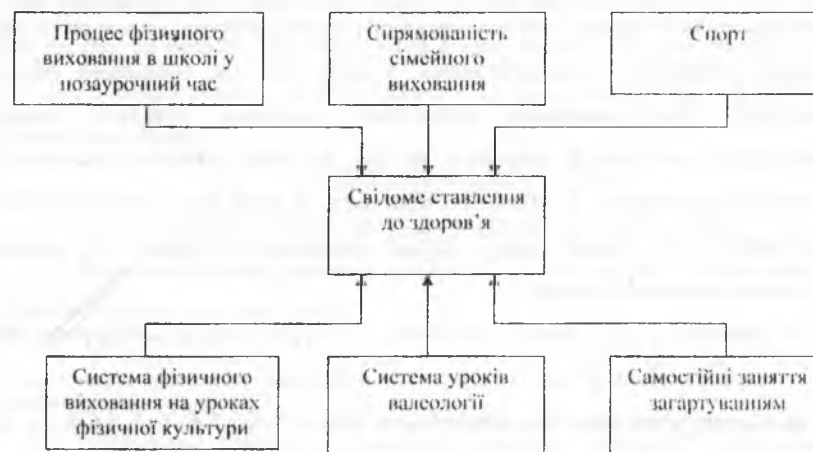 Процес фізичного
виховання в школі у
позаурочний час
Спрямованість
сімейного
виховання
Спорт
Свідоме ставлення
до здоров’я
Система фізичного
виховання на уроках
фізичної культури
Система уроків
валеології
Самостійні заняття
загартуванням